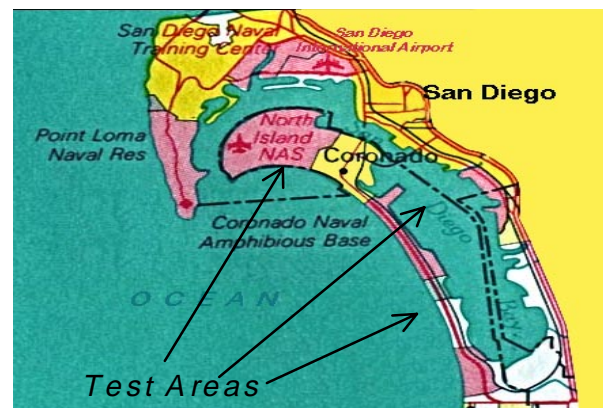 San Diego Naval
Training Center
San Diego
International Airport
San Diego
Point Loma
Naval Res
North
Island
NAS
Coronado
Coronado Naval
Amphibious Base
San
Diego
Bay
OCEAN
Test Areas